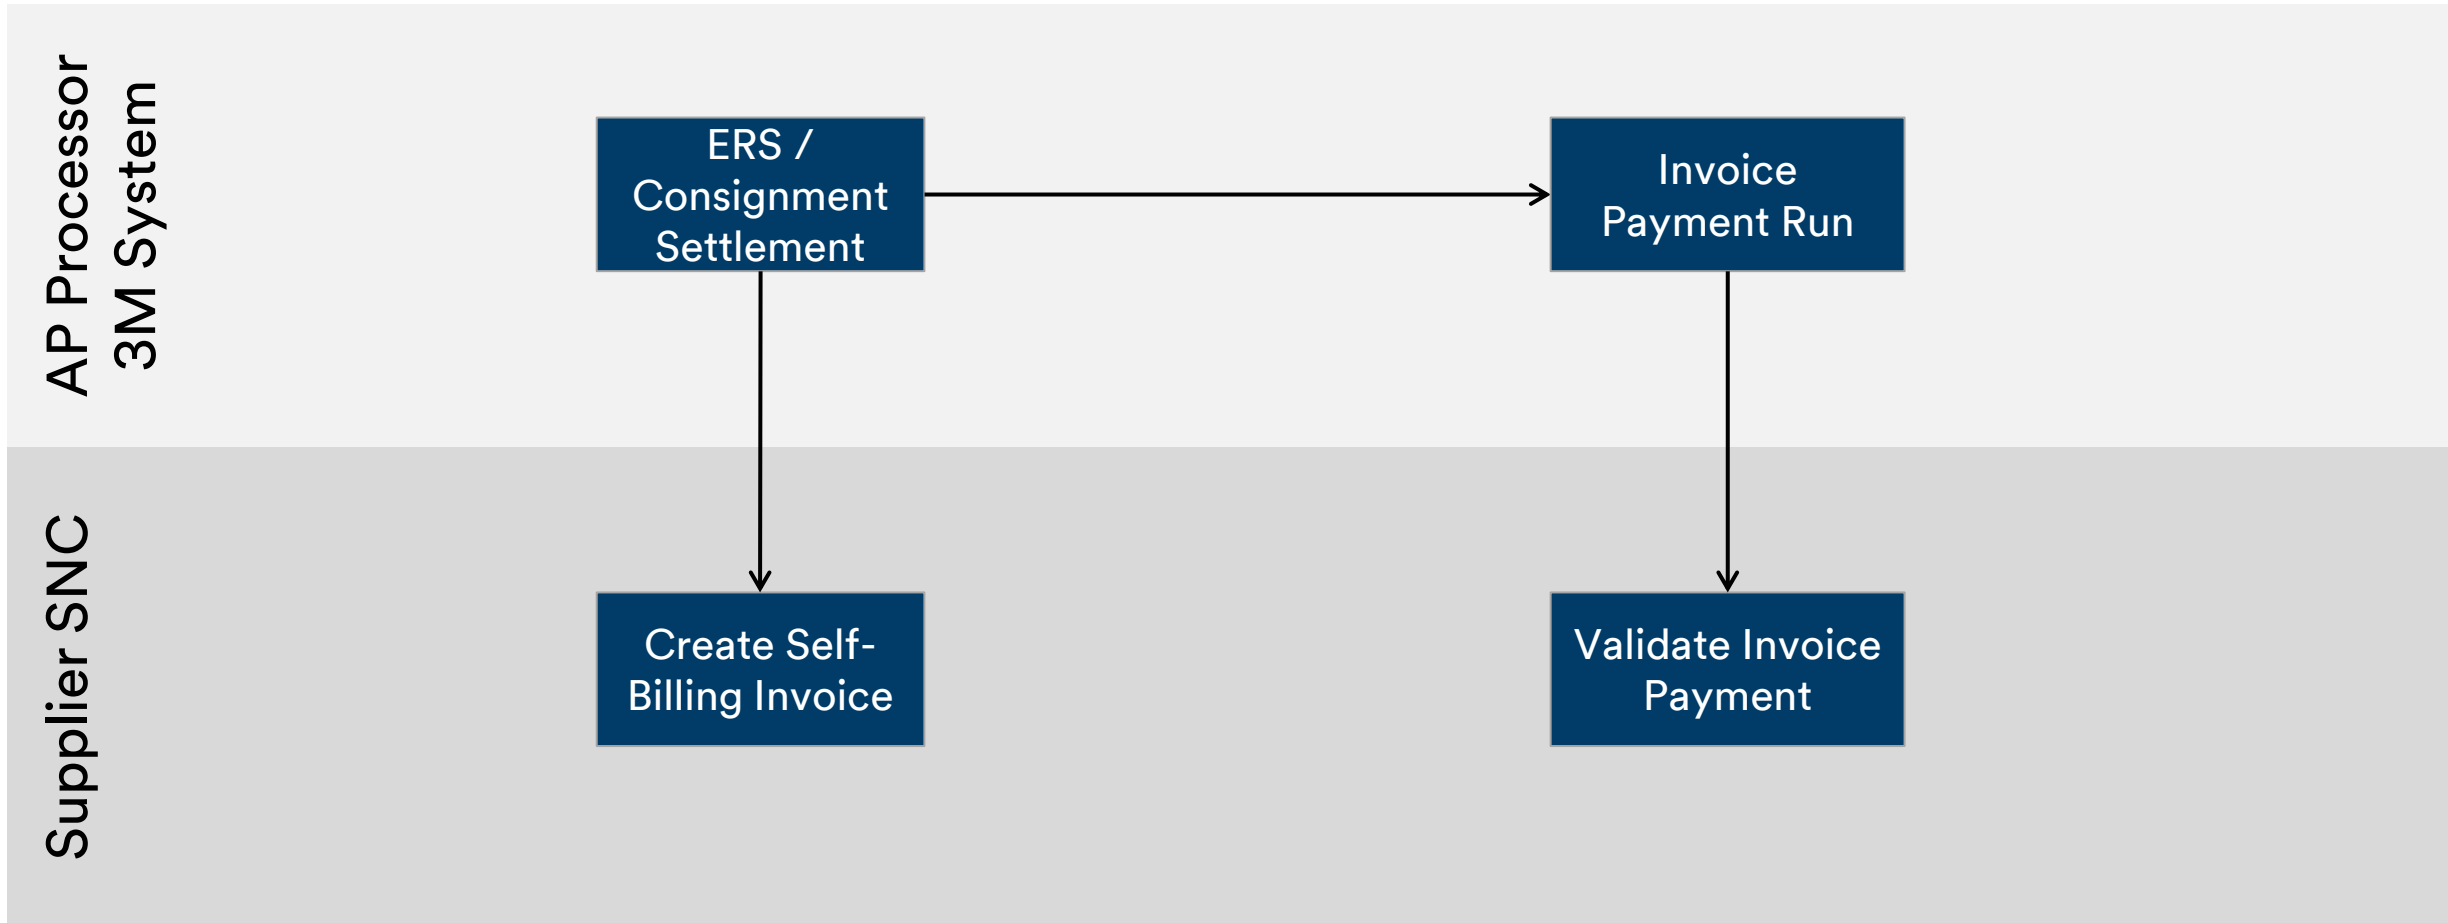 AP Processor
3M System
ERS /
Consignment
Settlement
Invoice
Payment Run
Supplier SNC
Create Self-
Billing Invoice
Validate Invoice
Payment